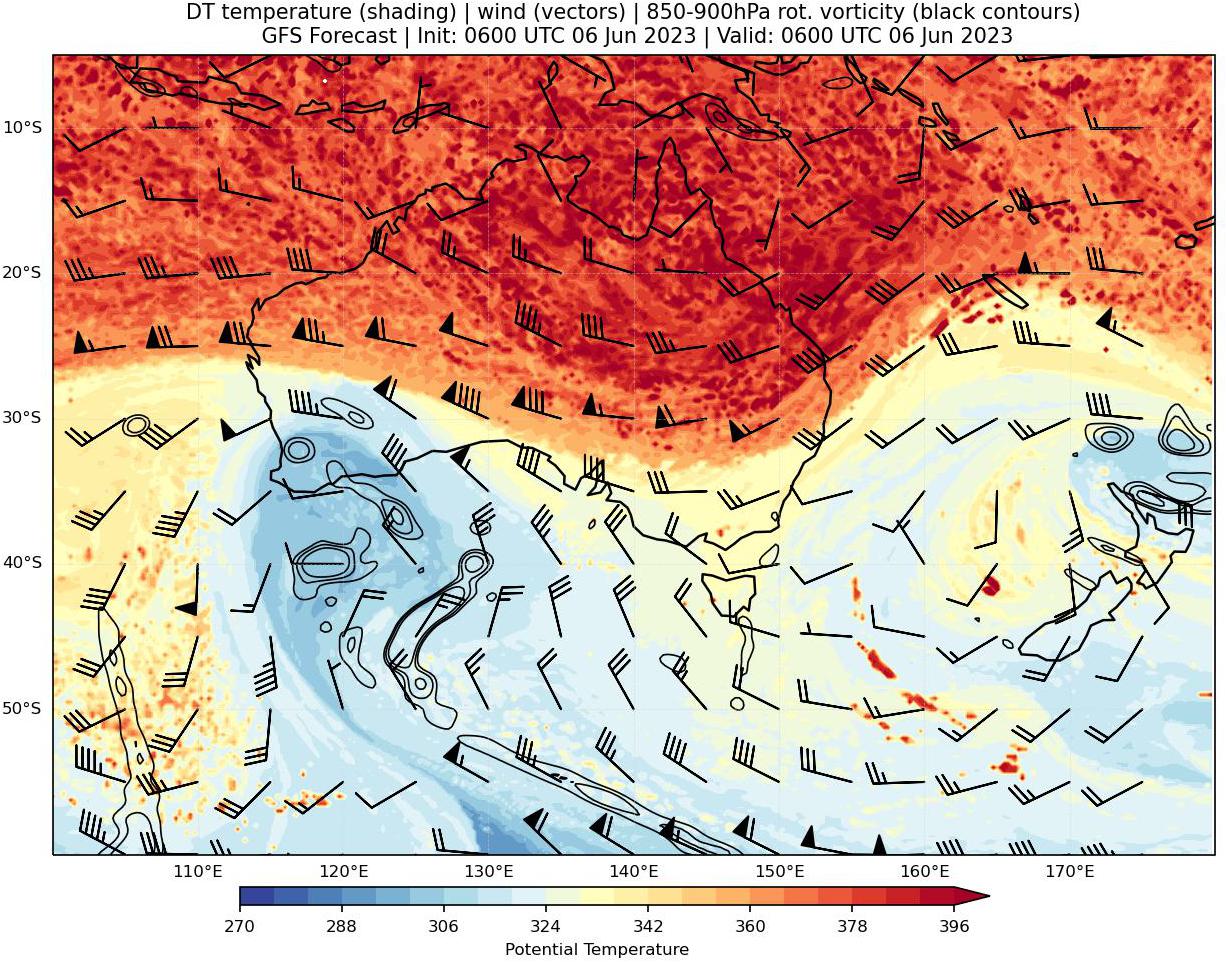 DT temperature (shading) | wind (vectors) | 850-900hPa rot. vorticity (black contours)
GFS Forecast | Init: 0600 UTC 06 Jun 2023 | Valid: 0600 UTC 06 Jun 2023
10°S
20°S
30°S
40°S
50°S
110°E 120°E 130°E 140°E 150°E 160°E 170°E
270 288 306 324 342 360 378 396
Potential Temperature